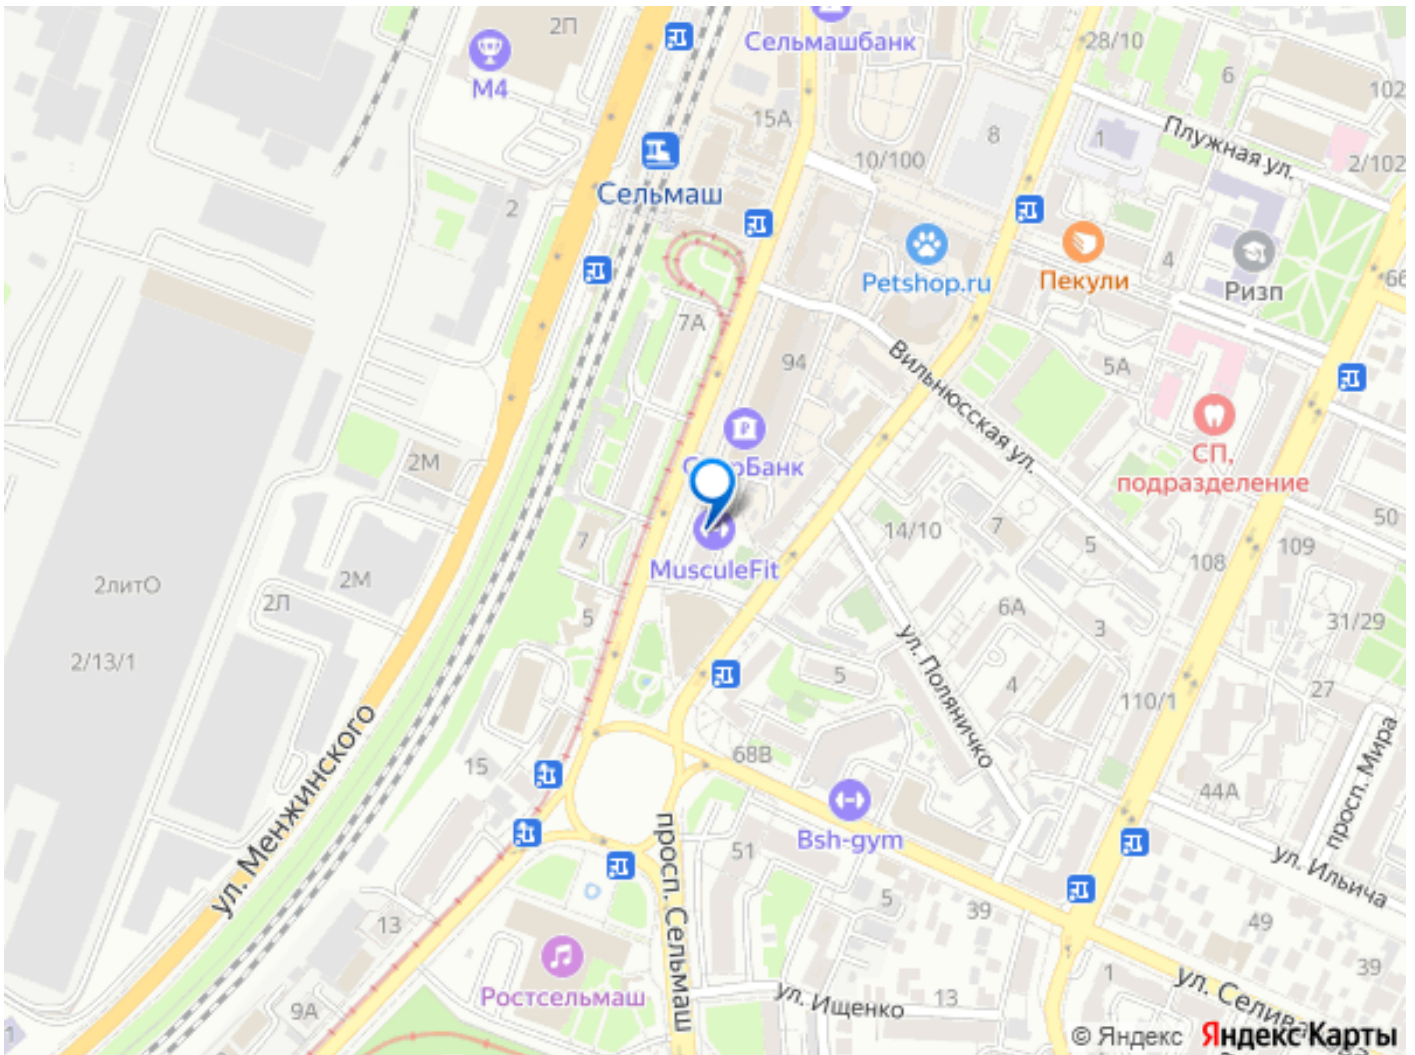 2П
Сельмашбанк
28/10
М4
6
102
15А
8
1
Плужная ул.
2/102
10/100
Сельмаш
2
Petshop.ru
Пекули
4
Ризп
66
7А
94
Вильнюсская ул.
5А
СП,
подразделение
Банк
2М
50
14/10
7
5
109
108
MusculeFit
7
2литО
2М
2Л
6А
3
31/29
5
ул. Поляничко
2/13/1
5
4
27
110/1
просп. Мира
ул. Менжинского
15
68В
44А
Bsh-gym
ул. Ильича
просп. Сельмаш
51
5
39
49
13
39
Ростсельмаш
ул. Ищенко
13
1
9А
1
© Яндекс Яндекс Карты